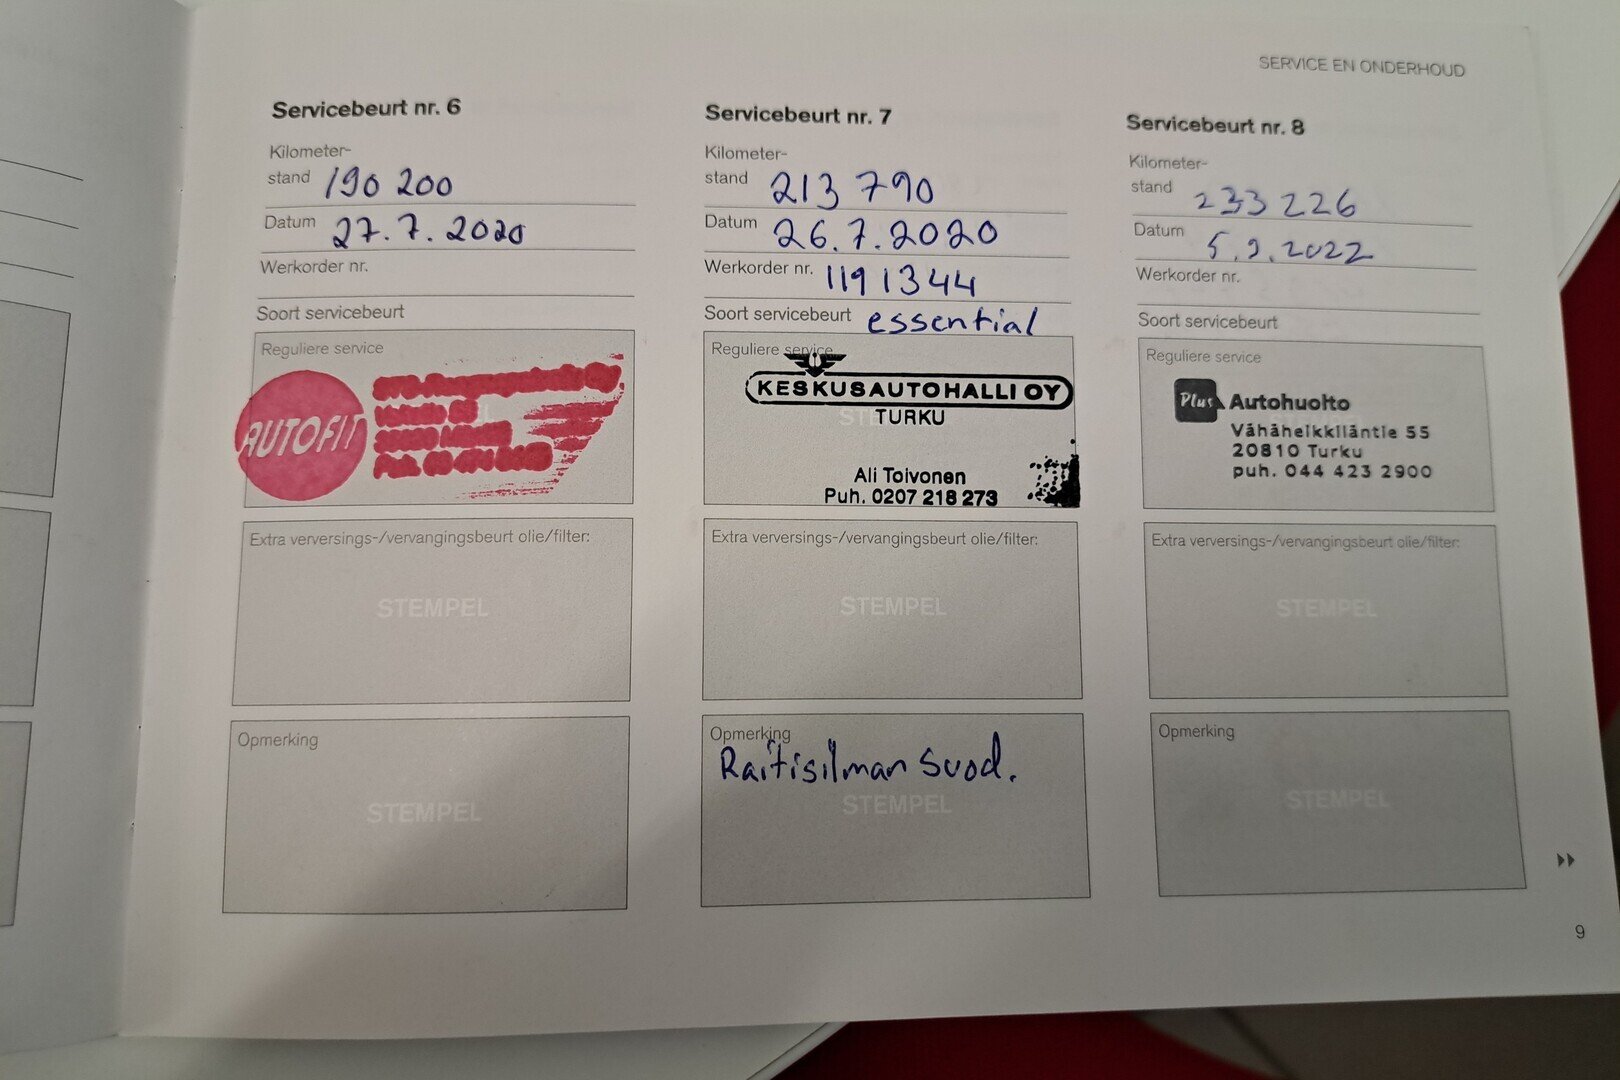 SERVICE EN ONDERHOUD
Servicebeurt nr. 6
Kilometer-
stand 190 200
Datum 27.7.2020
Werkorder nr.
Soort servicebeurt
Reguliere service
AUTOFIT
Extra verversings-/vervangingsbeurt olie/filter:
STEMPEL
Opmerking
STEMPEL
Servicebeurt nr. 7
Kilometer-
stand 213 790
Datum 26.7.2020
Werkorder nr. 1191344
Soort servicebeurt essential
Reguliere service
KESKUSAUTOHALLI OY
TURKU
Ali Toivonen
Puh. 0207 218 273
Extra verversings-/vervangingsbeurt olie/filter:
STEMPEL
Opmerking
Raitisilman suod.
STEMPEL
Servicebeurt nr. 8
Kilometer-
stand 233 226
Datum 5.9.2022
Werkorder nr.
Soort servicebeurt
Reguliere service
Plus Autohuolto
Vähäheikkiläntie 55
20810 Turku
puh. 044 423 2900
Extra verversings-/vervangingsbeurt olie/filter:
STEMPEL
Opmerking
STEMPEL
9